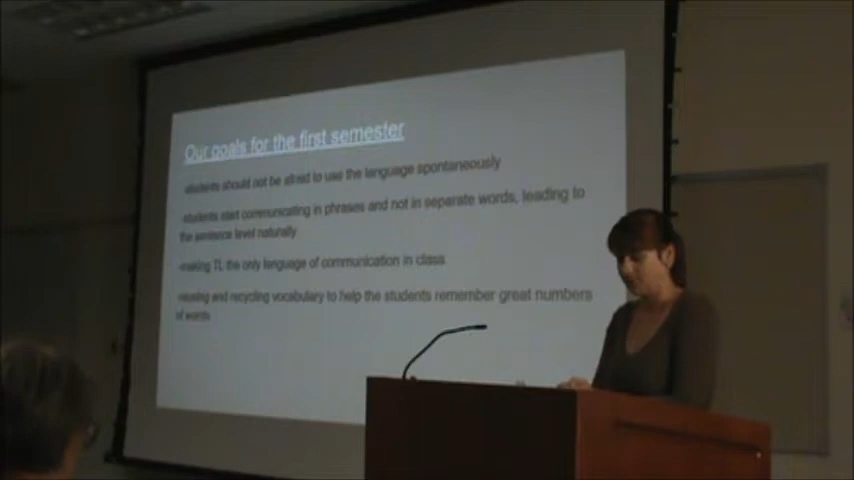 Our goals for the first semester
-students should not be afraid to use the language spontaneously
-students start communicating in phrases and not in separate words, leading to
the sentence level naturally
-making TL the only language of communication in class
-reusing and recycling vocabulary to help the students remember great numbers
of words